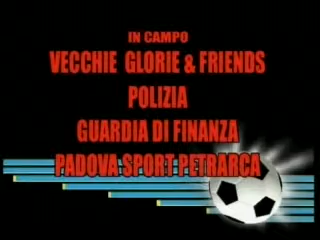 IN CAMPO
VECCHIE GLORIE & FRIENDS
POLIZIA
GUARDIA DI FINANZA
PADOVA SPORT PETRARCA